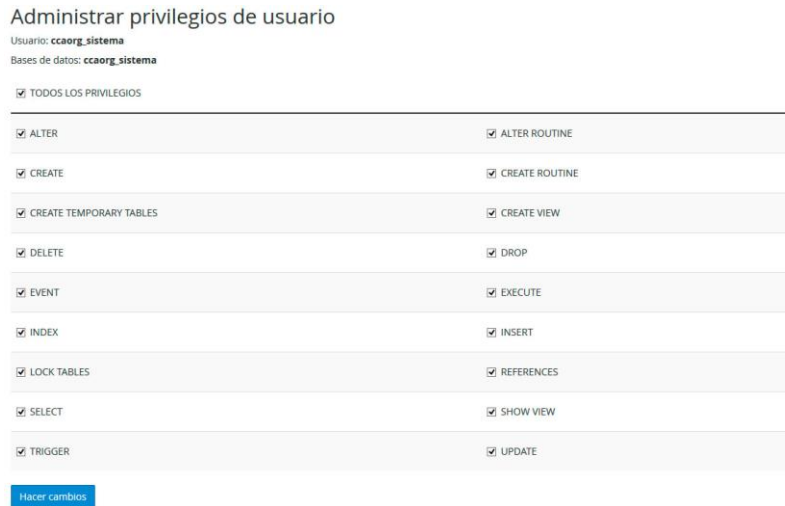 Administrar privilegios de usuario
Usuario: ccaorg_sistema
Bases de datos: ccaorg_sistema
TODOS LOS PRIVILEGIOS
ALTER
ALTER ROUTINE
CREATE
CREATE ROUTINE
CREATE TEMPORARY TABLES
CREATE VIEW
DELETE
DROP
EVENT
EXECUTE
INDEX
INSERT
LOCK TABLES
REFERENCES
SELECT
SHOW VIEW
TRIGGER
UPDATE
Hacer cambios